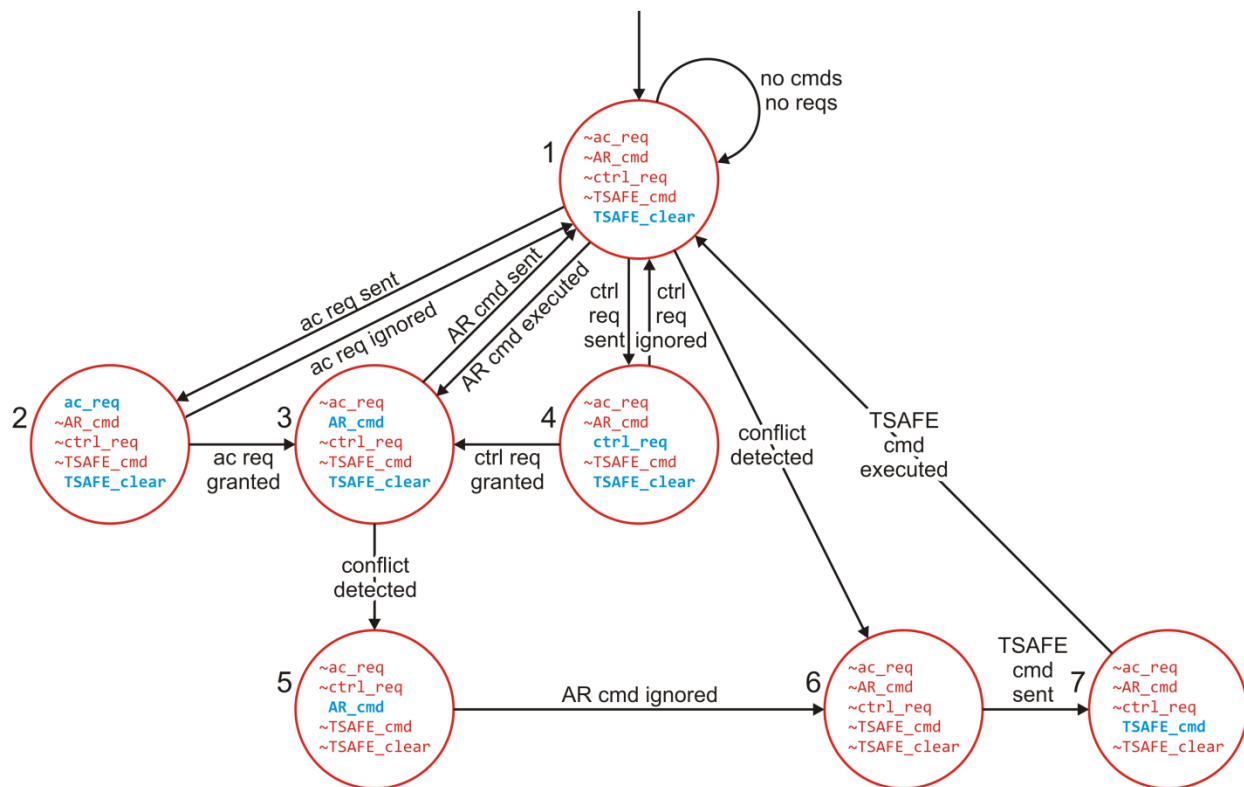 no cmds
no reqs
1
~ac_req
~AR_cmd
~ctrl_req
~TSAFE_cmd
TSAFE_clear
ac req sent
ac req ignored
AR cmd sent
AR cmd executed
ctrl
req
sent
ctrl
req
ignored
2
ac_req
~AR_cmd
~ctrl_req
~TSAFE_cmd
TSAFE_clear
ac req
granted
3
~ac_req
AR_cmd
~ctrl_req
~TSAFE_cmd
TSAFE_clear
ctrl req
granted
4
~ac_req
~AR_cmd
ctrl_req
~TSAFE_cmd
TSAFE_clear
conflict
detected
TSAFE
cmd
executed
conflict
detected
5
~ac_req
~ctrl_req
AR_cmd
~TSAFE_cmd
~TSAFE_clear
AR cmd ignored
6
~ac_req
~AR_cmd
~ctrl_req
~TSAFE_cmd
~TSAFE_clear
TSAFE
cmd
sent
7
~ac_req
~AR_cmd
~ctrl_req
TSAFE_cmd
~TSAFE_clear